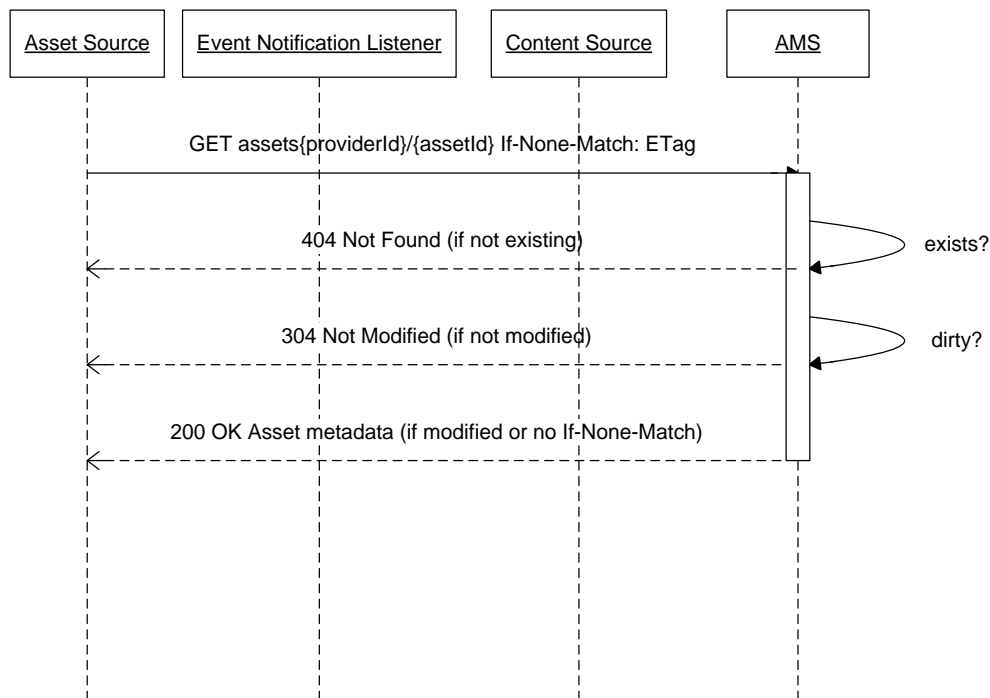 Asset Source
Event Notification Listener
Content Source
AMS
GET assets{providerId}/{assetId} If-None-Match: ETag
404 Not Found (if not existing)
exists?
304 Not Modified (if not modified)
dirty?
200 OK Asset metadata (if modified or no If-None-Match)